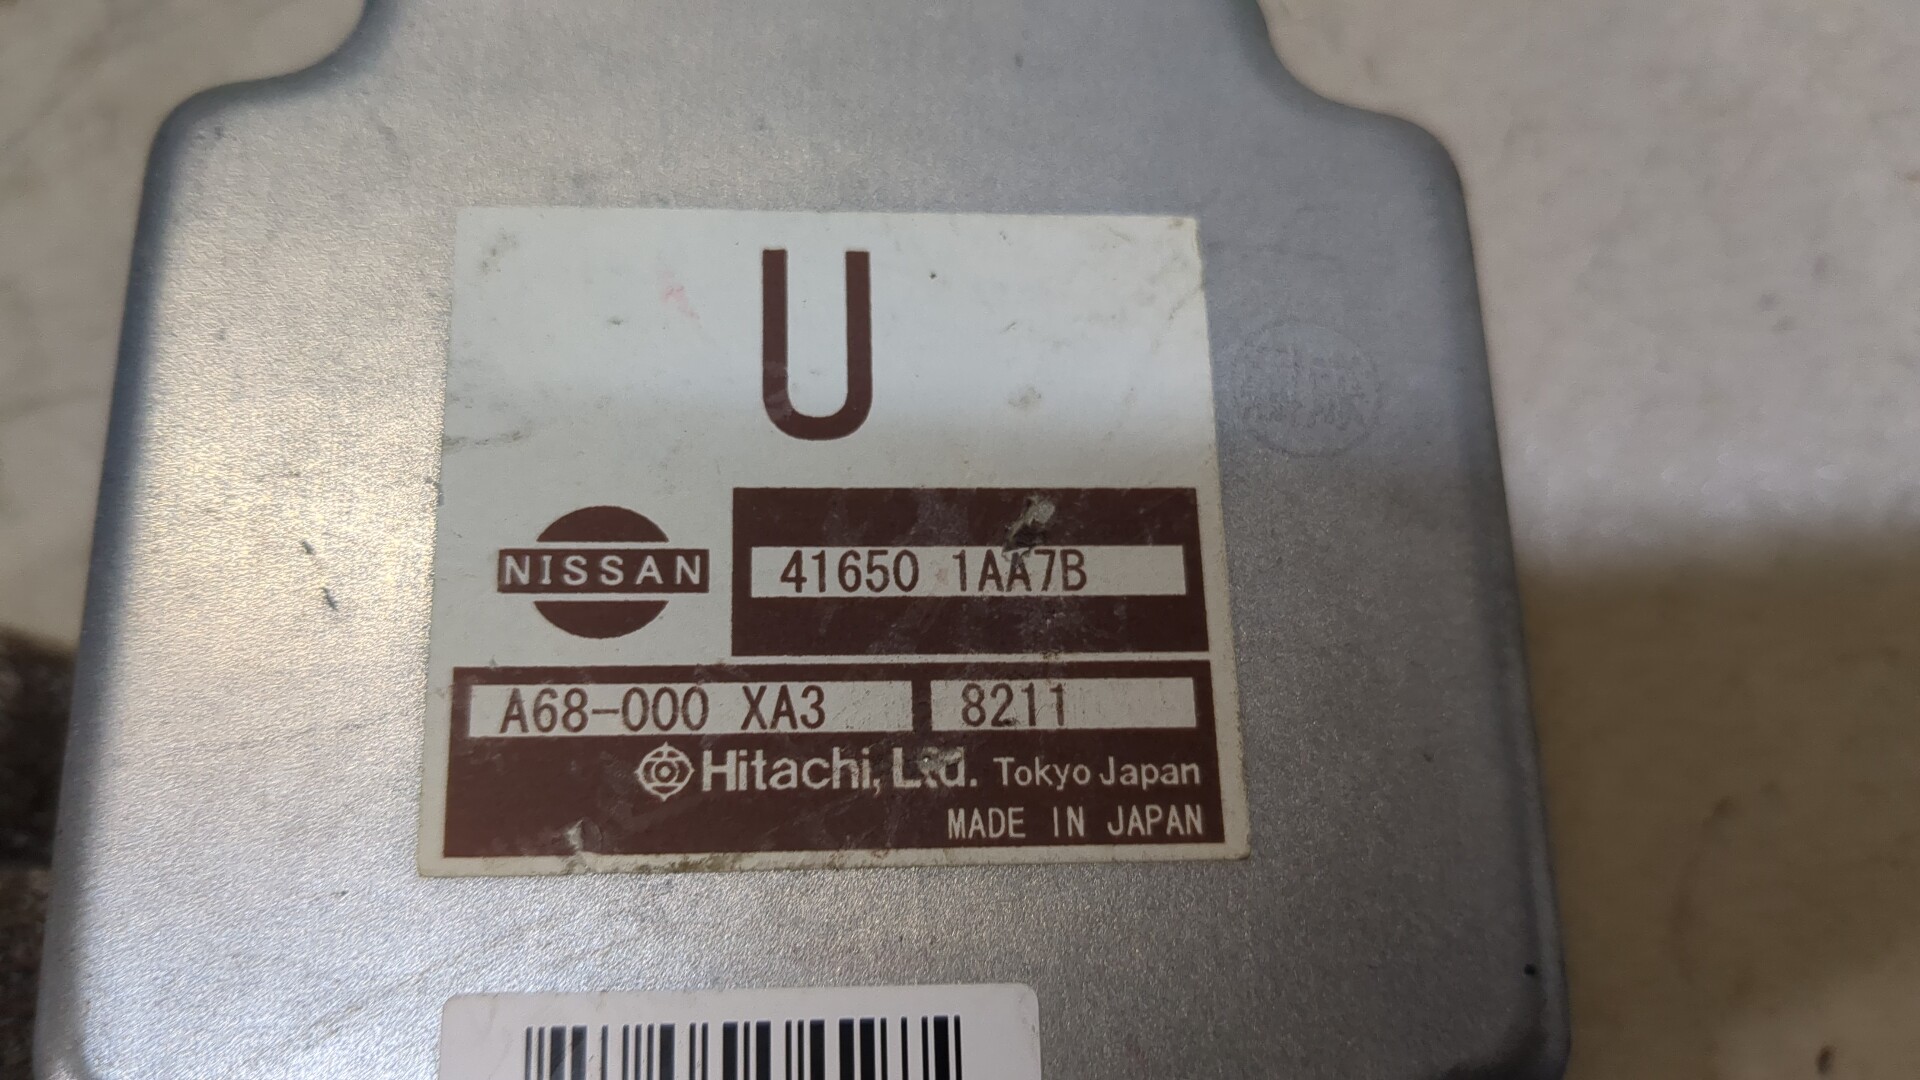 U
NISSAN
41650 1AA7B
A68-000 XA3 8211
Hitachi, Ltd. Tokyo Japan
MADE IN JAPAN